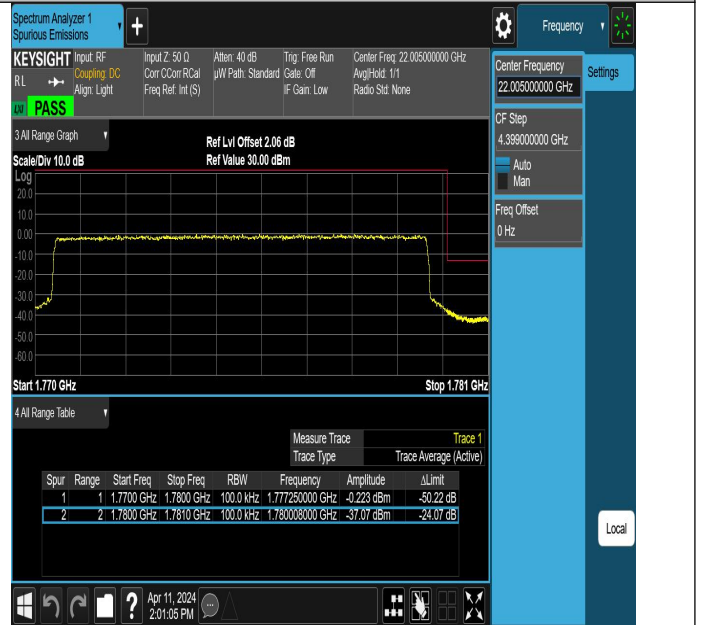 Spectrum Analyzer 1
Spurious Emissions
+
Frequency
KEYSIGHT
RL
LXI PASS
Input: RF
Coupling: DC
Align: Light
Input Z: 50 Ω
Corr CCorr RCal
Freq Ref: Int (S)
Atten: 40 dB
µW Path: Standard
Trig: Free Run
Gate: Off
IF Gain: Low
Center Freq: 22.005000000 GHz
Avg|Hold: 1/1
Radio Std: None
Center Frequency
22.005000000 GHz
Settings
CF Step
4.399000000 GHz
Auto
Man
Freq Offset
0 Hz
3 All Range Graph
Scale/Div 10.0 dB
Ref Lvl Offset 2.06 dB
Ref Value 30.00 dBm
Log
20.0
10.0
0.00
-10.0
-20.0
-30.0
-40.0
-50.0
-60.0
Start 1.770 GHz
Stop 1.781 GHz
4 All Range Table
Measure Trace Trace 1
Trace Type Trace Average (Active)
Spur Range Start Freq Stop Freq RBW Frequency Amplitude ΔLimit
1 1 1.7700 GHz 1.7800 GHz 100.0 kHz 1.777250000 GHz -0.223 dBm -50.22 dB
2 2 1.7800 GHz 1.7810 GHz 100.0 kHz 1.780008000 GHz -37.07 dBm -24.07 dB
Local
?
Apr 11, 2024
2:01:05 PM